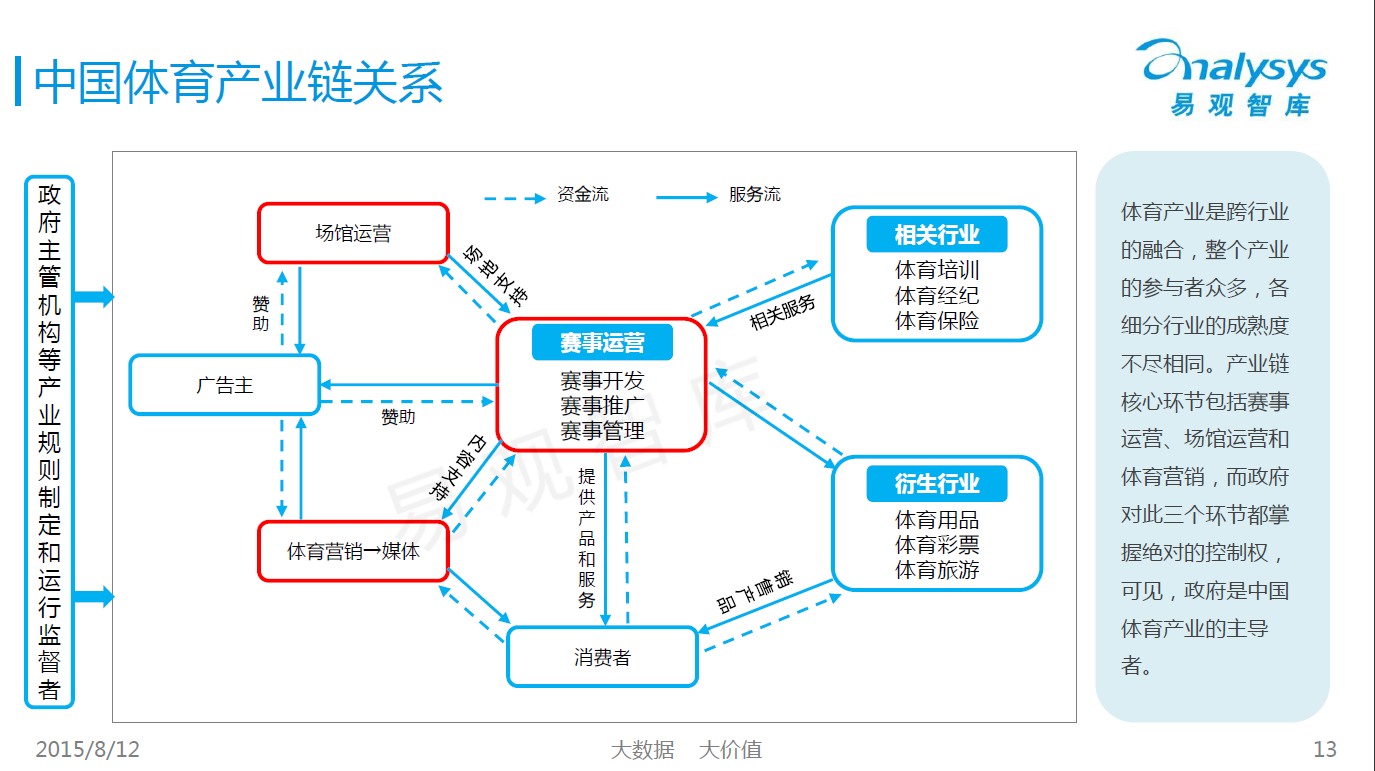 中国体育产业链关系
analysys
易观智库
政府主管机构等产业规则制定和运行监督者
资金流
服务流
场馆运营
场地支持
相关行业
体育培训
体育经纪
体育保险
相关服务
赞助
赛事运营
赛事开发
赛事推广
赛事管理
广告主
赞助
内容支持
提供产品和服务
衍生行业
体育用品
体育彩票
体育旅游
体育营销→媒体
销售产品
消费者
易观智库
体育产业是跨行业
的融合，整个产业
的参与者众多，各
细分行业的成熟度
不尽相同。产业链
核心环节包括赛事
运营、场馆运营和
体育营销，而政府
对此三个环节都掌
握绝对的控制权，
可见，政府是中国
体育产业的主导
者。
2015/8/12
大数据 大价值
13